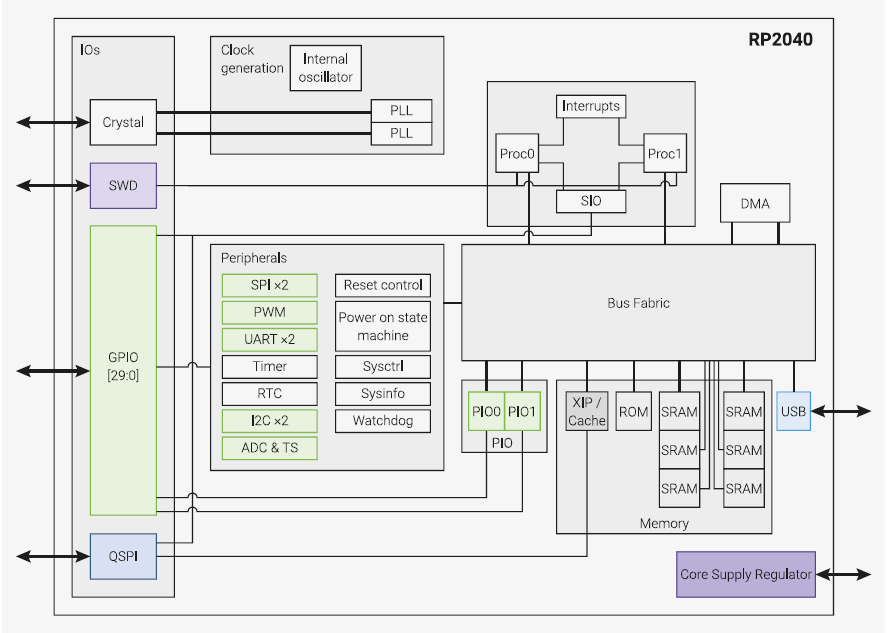 RP2040
IOs
Clock
generation
Internal
oscillator
Crystal
PLL
PLL
Interrupts
Proc0
Proc1
SWD
SIO
DMA
Peripherals
SPI ×2
Reset control
PWM
Power on state
machine
UART ×2
Timer
Sysctrl
RTC
Sysinfo
I2C ×2
Watchdog
ADC & TS
GPIO
[29:0]
Bus Fabric
PIO0
PIO1
PIO
XIP /
Cache
ROM
SRAM
SRAM
USB
SRAM
SRAM
SRAM
SRAM
Memory
QSPI
Core Supply Regulator